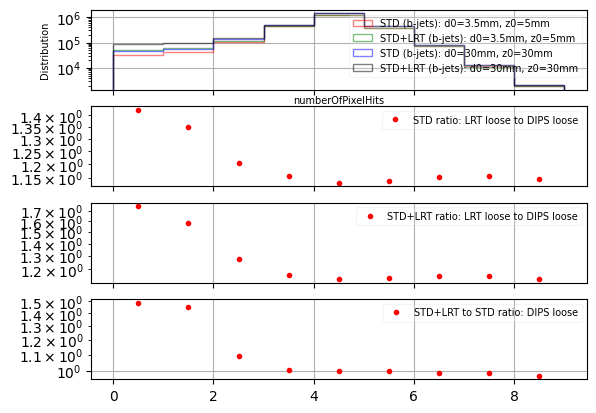 Distribution
10⁶
10⁵
10⁴
STD (b-jets): d0=3.5mm, z0=5mm
STD+LRT (b-jets): d0=3.5mm, z0=5mm
STD (b-jets): d0=30mm, z0=30mm
STD+LRT (b-jets): d0=30mm, z0=30mm
numberOfPixelHits
1.4 × 10⁰
1.35 × 10⁰
1.3 × 10⁰
1.25 × 10⁰
1.2 × 10⁰
1.15 × 10⁰
STD ratio: LRT loose to DIPS loose
1.7 × 10⁰
1.6 × 10⁰
1.5 × 10⁰
1.4 × 10⁰
1.3 × 10⁰
1.2 × 10⁰
STD+LRT ratio: LRT loose to DIPS loose
1.5 × 10⁰
1.4 × 10⁰
1.3 × 10⁰
1.2 × 10⁰
1.1 × 10⁰
10⁰
STD+LRT to STD ratio: DIPS loose
0 2 4 6 8